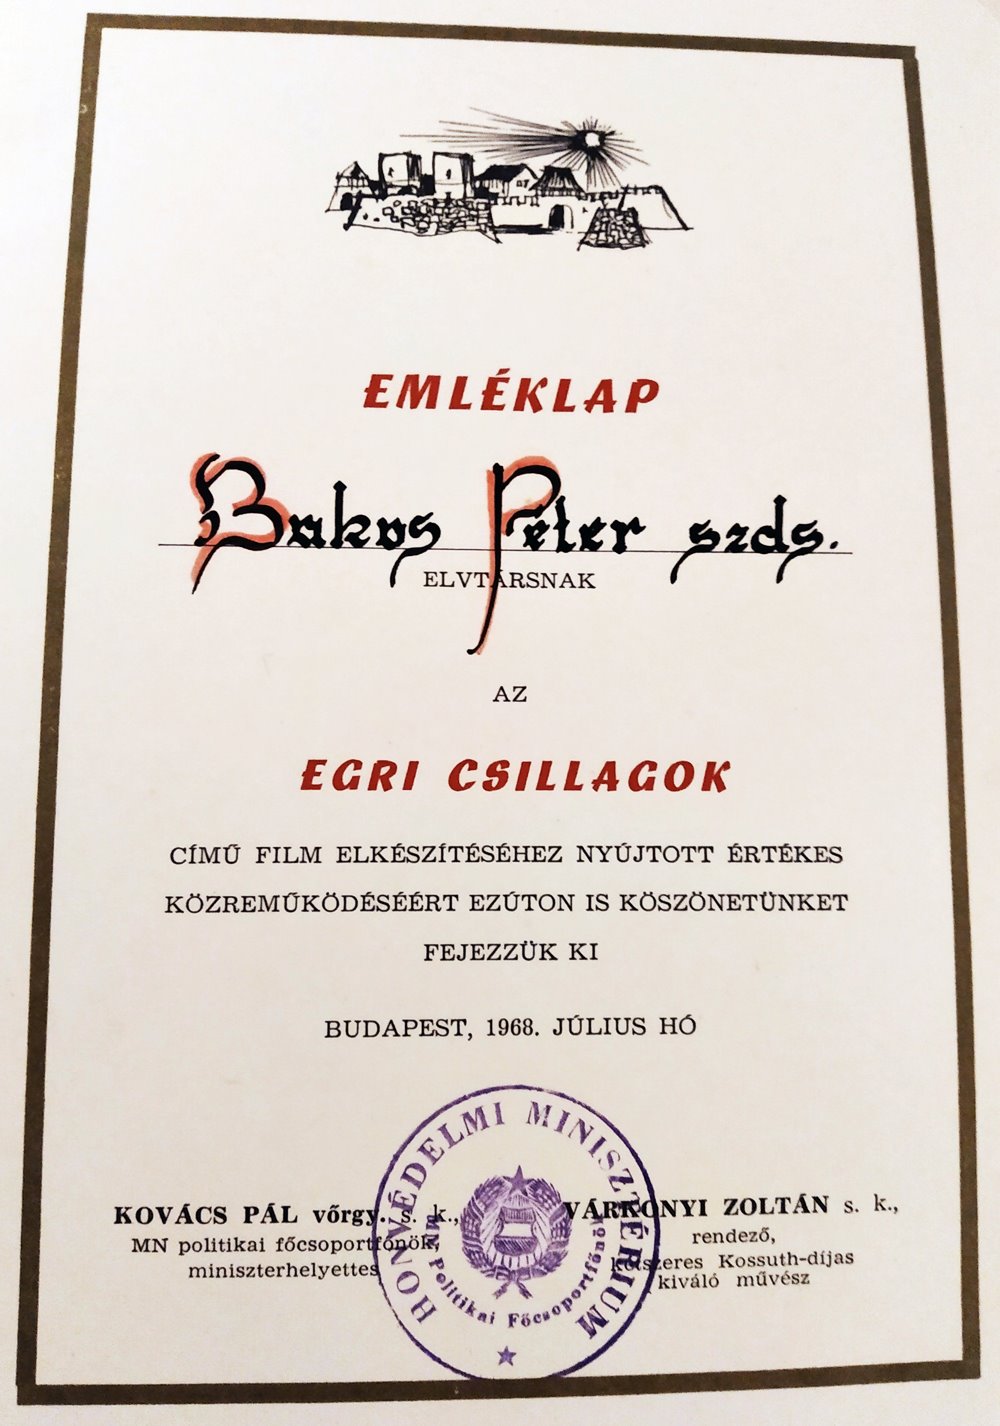 EMLÉKLAP
Bakos Péter szds.
ELVTÁRSNAK
AZ
EGRI CSILLAGOK
CÍMŰ FILM ELKÉSZÍTÉSÉHEZ NYÚJTOTT ÉRTÉKES
KÖZREMŰKÖDÉSÉÉRT EZÚTON IS KÖSZÖNETÜNKET
FEJEZZÜK KI
BUDAPEST, 1968. JÚLIUS HÓ
KOVÁCS PÁL vőrgy. s. k.,
MN politikai főcsoportfőnök,
miniszterhelyettes
VÁRKONYI ZOLTÁN s. k.,
rendező,
kétszeres Kossuth-díjas
kiváló művész
HONVÉDELMI MINISZTÉRIUM
MN Politikai Főcsoportfőnök